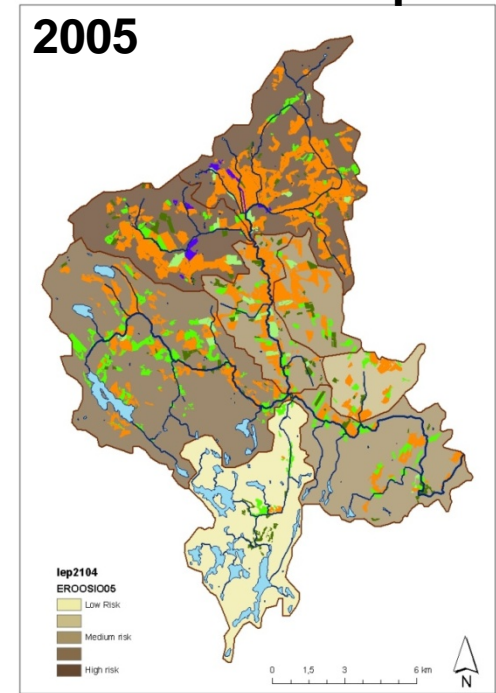 2005
lep2104
EROOSIO05
Low Risk
Medium risk
High risk
0 1,5 3 6 km
N